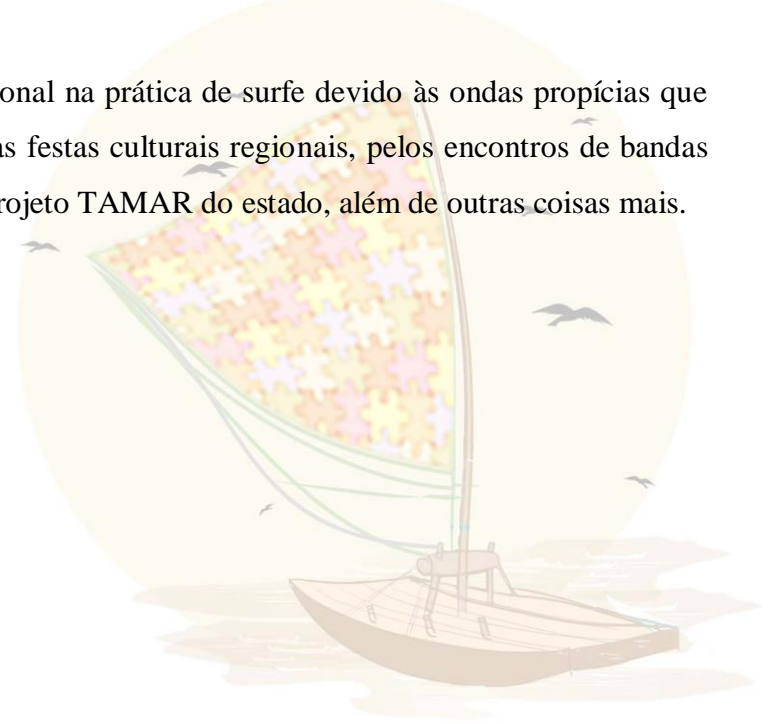 onal na prática de surfe devido às ondas propícias que
as festas culturais regionais, pelos encontros de bandas
rojeto TAMAR do estado, além de outras coisas mais.